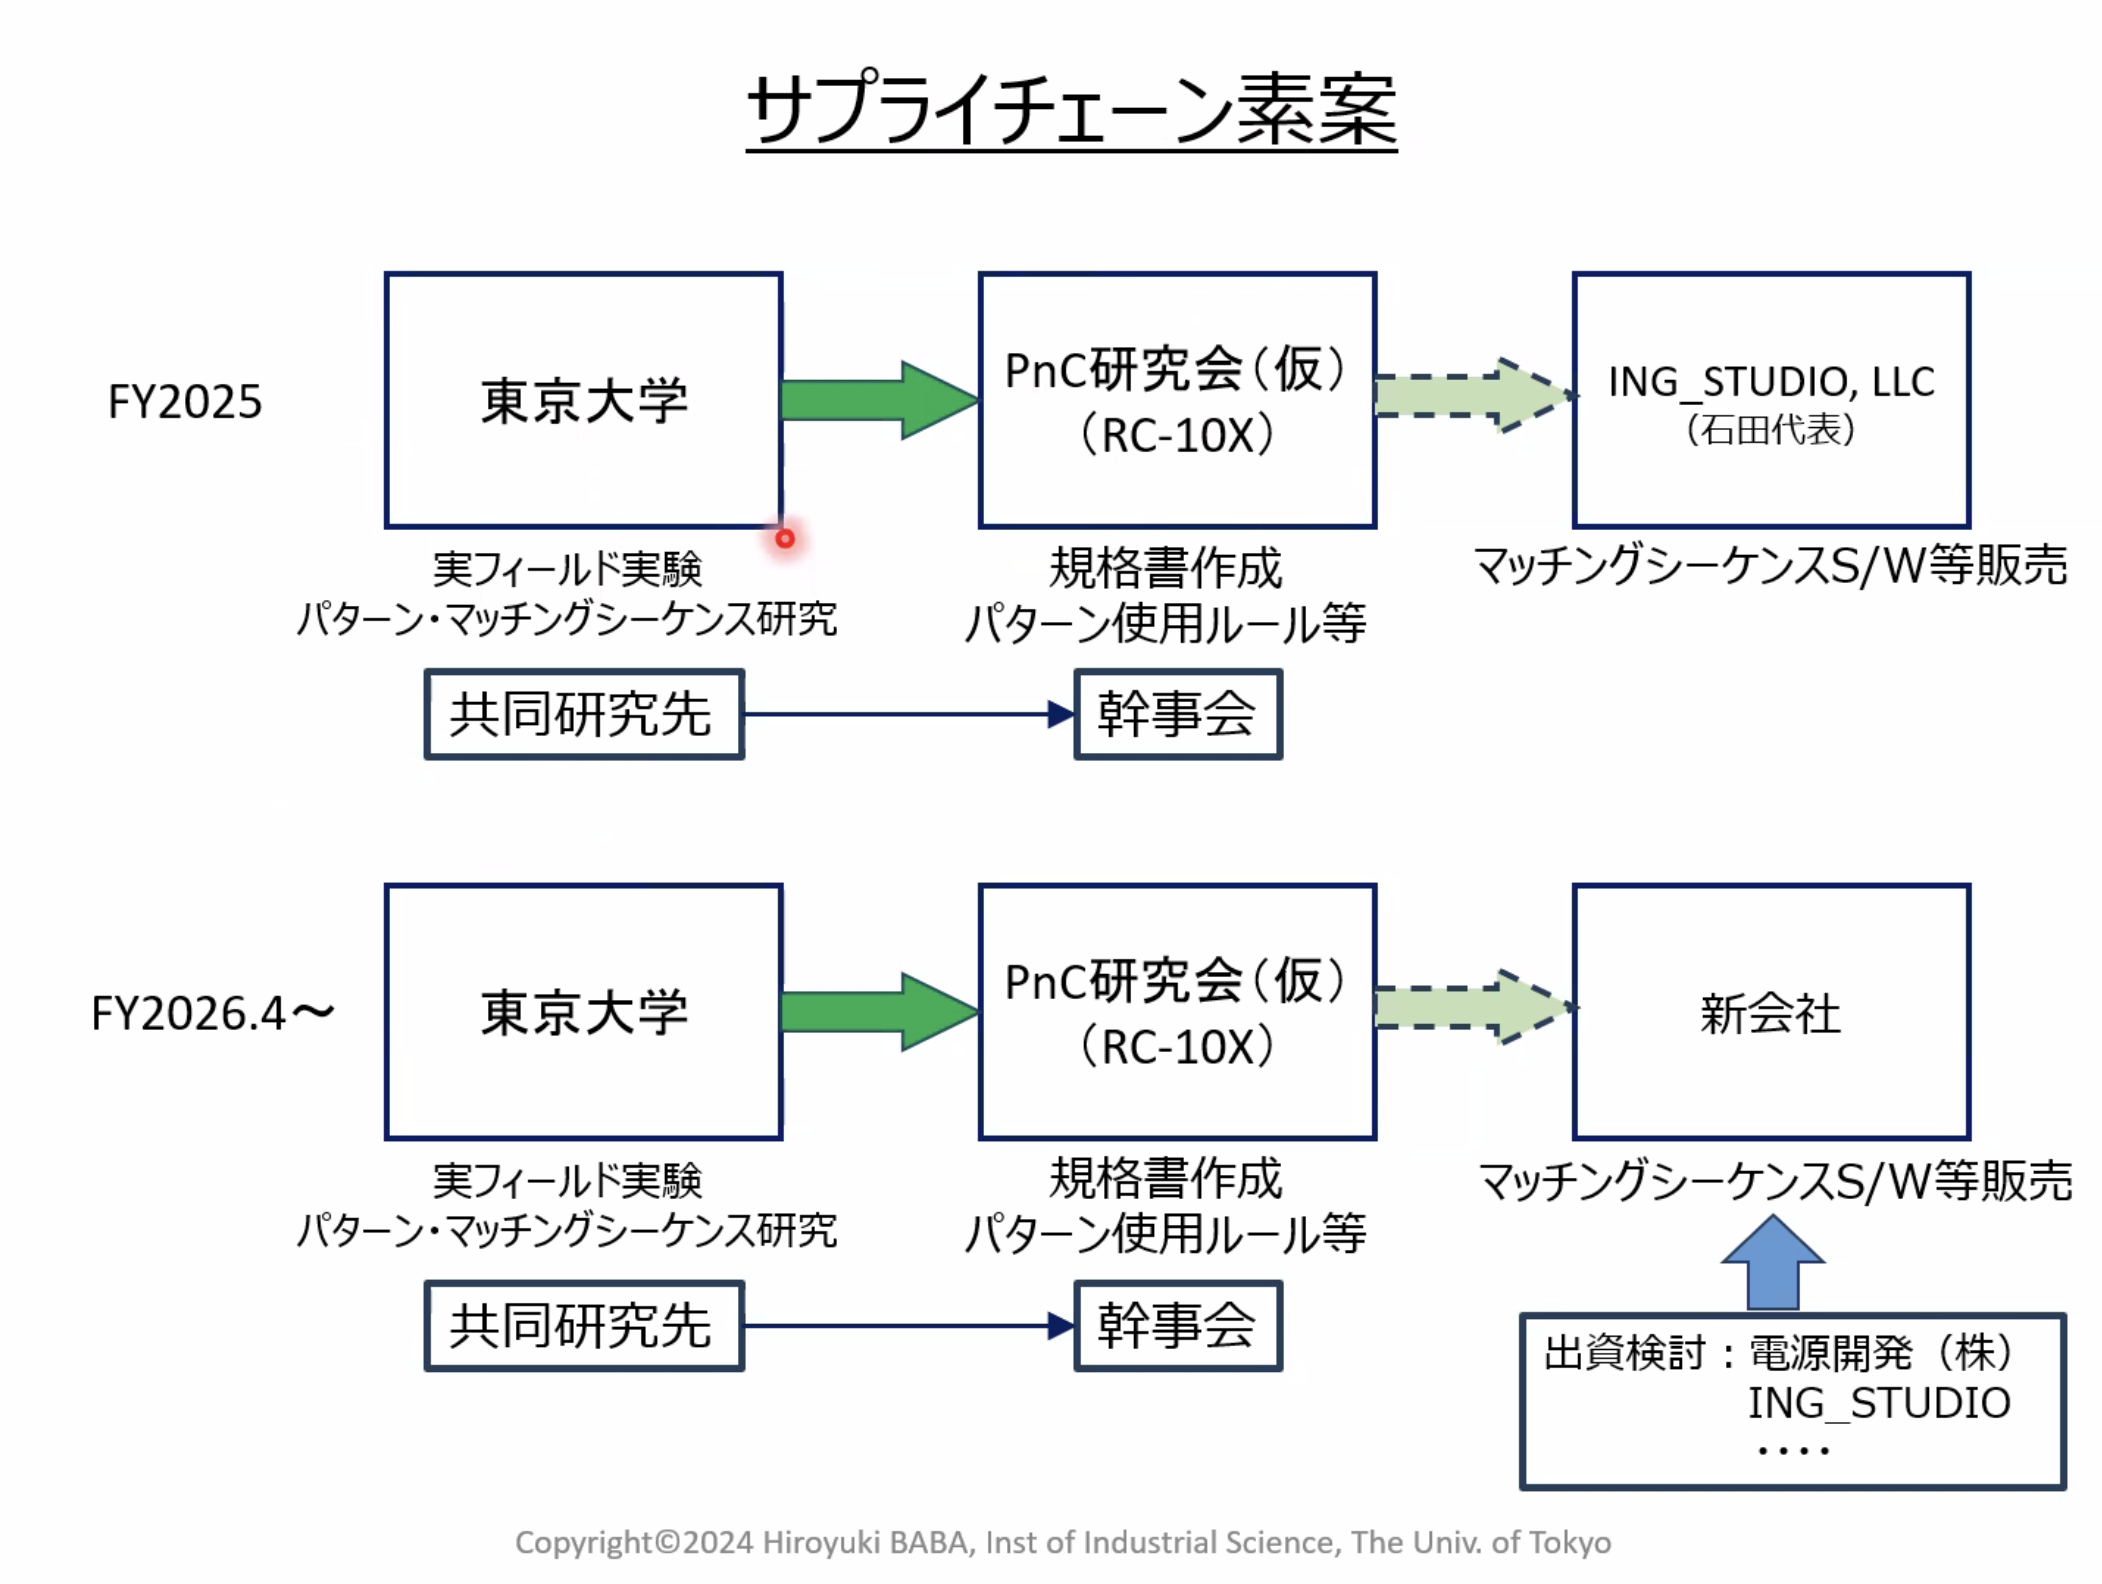 サプライチェーン素案
FY2025
東京大学
PnC研究会（仮）
（RC-10X）
ING_STUDIO, LLC
（石田代表）
実フィールド実験
パターン・マッチングシーケンス研究
規格書作成
パターン使用ルール等
マッチングシーケンスS/W等販売
共同研究先
幹事会
FY2026.4～
東京大学
PnC研究会（仮）
（RC-10X）
新会社
実フィールド実験
パターン・マッチングシーケンス研究
規格書作成
パターン使用ルール等
マッチングシーケンスS/W等販売
共同研究先
幹事会
出資検討：電源開発（株）
ING_STUDIO
・・・・
Copyright©2024 Hiroyuki BABA, Inst of Industrial Science, The Univ. of Tokyo